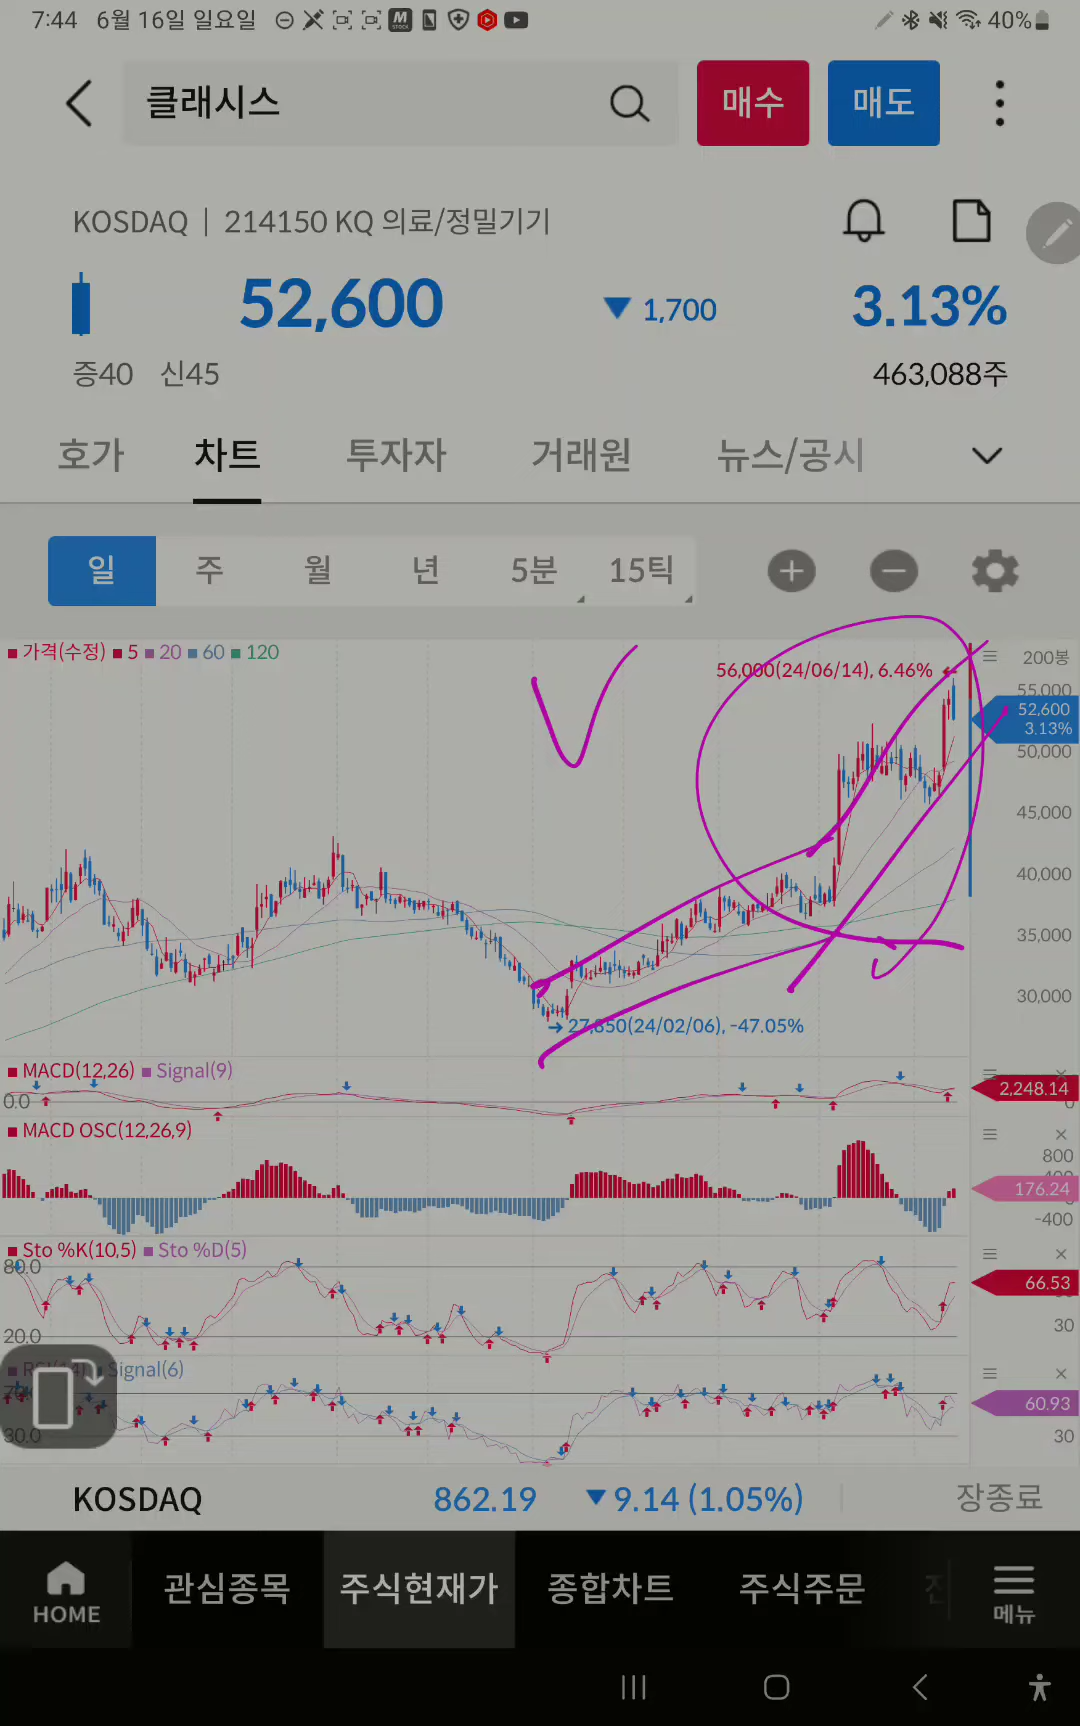 7:44 6월 16일 일요일 40%
클래시스 매수 매도
KOSDAQ | 214150 KQ 의료/정밀기기
52,600 ▼ 1,700 3.13%
증40 신45 463,088주
호가 차트 투자자 거래원 뉴스/공시
일 주 월 년 5분 15틱
가격(수정) 5 20 60 120 200봉
56,000(24/06/14), 6.46%
55,000
52,600
3.13%
50,000
45,000
40,000
35,000
30,000
27,850(24/02/06), -47.05%
MACD(12,26) Signal(9)
0.0 2,248.14
MACD OSC(12,26,9)
800
176.24
-400
Sto %K(10,5) Sto %D(5)
80.0
66.53
30
20.0
Signal(6)
60.93
30.0 30
KOSDAQ 862.19 ▼ 9.14 (1.05%) 장종료
HOME 관심종목 주식현재가 종합차트 주식주문 메뉴